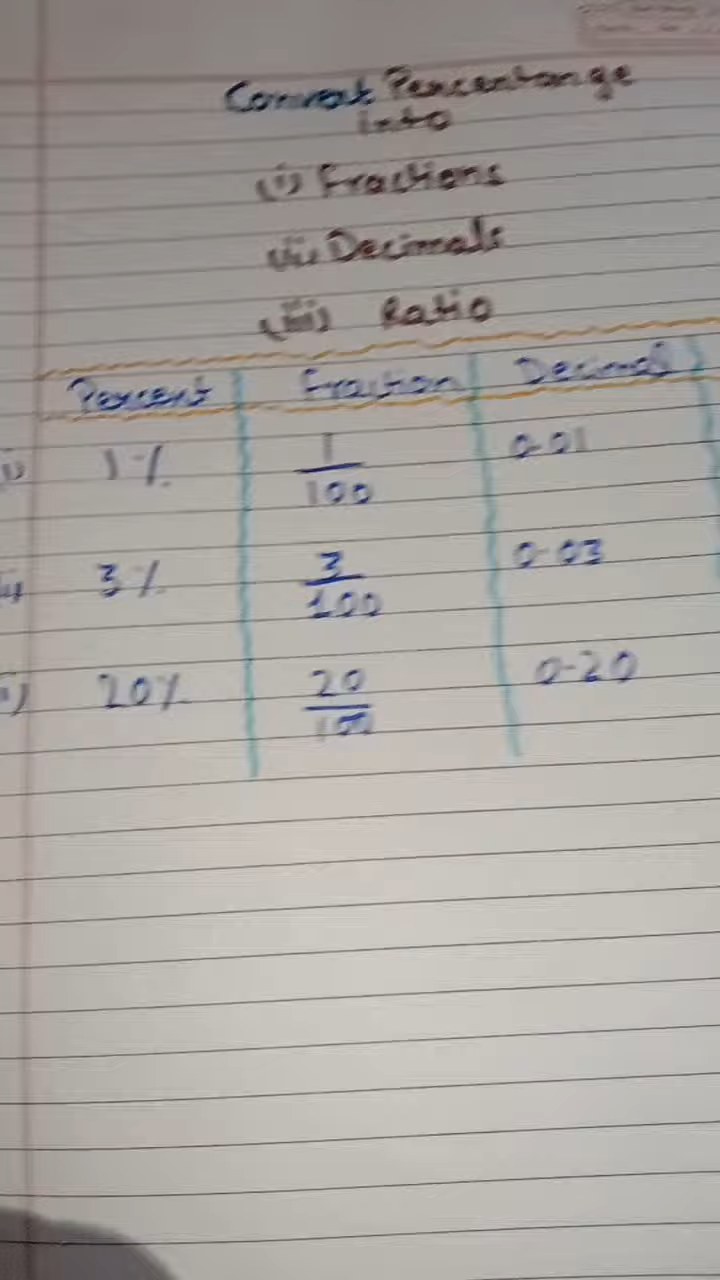 Convert Percentange
into
(i) Fractions
(ii) Decimals
(iii) Ratio
Percent Fraction Decimal
1% 1/100 0.01
3% 3/100 0.03
20% 20/100 0.20